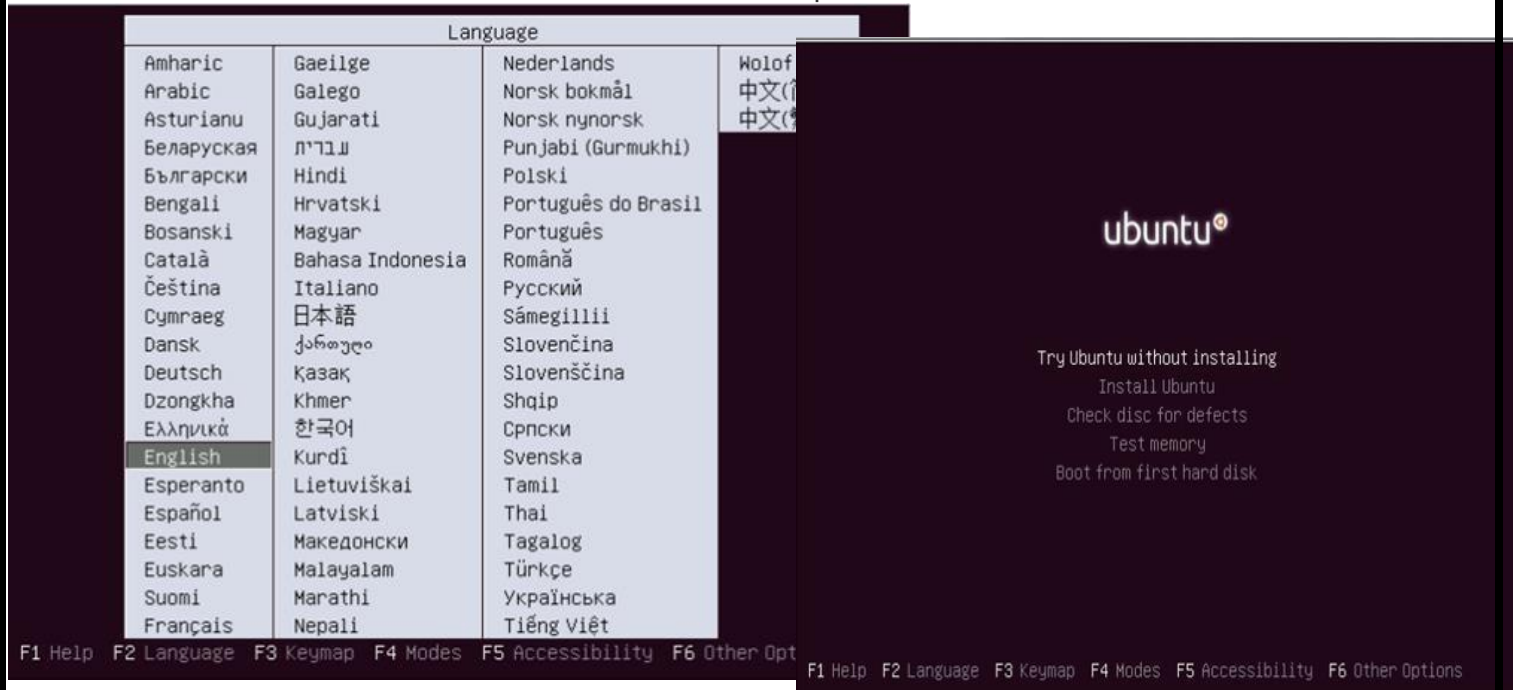 Language
Amharic
Arabic
Asturianu
Беларуская
Български
Bengali
Bosanski
Català
Čeština
Cymraeg
Dansk
Deutsch
Dzongkha
Ελληνικά
English
Esperanto
Español
Eesti
Euskara
Suomi
Français
Gaeilge
Galego
Gujarati
עברית
Hindi
Hrvatski
Magyar
Bahasa Indonesia
Italiano
日本語
ქართული
Қазақ
Khmer
한국어
Kurdî
Lietuviškai
Latviski
Македонски
Malayalam
Marathi
Nepali
Nederlands
Norsk bokmål
Norsk nynorsk
Punjabi (Gurmukhi)
Polski
Português do Brasil
Português
Română
Русский
Sámegillii
Slovenčina
Slovenščina
Shqip
Српски
Svenska
Tamil
Thai
Tagalog
Türkçe
Українська
Tiếng Việt
Wolof
中文(
中文(
F1 Help F2 Language F3 Keymap F4 Modes F5 Accessibility F6 Other Opt
ubuntu
Try Ubuntu without installing
Install Ubuntu
Check disc for defects
Test memory
Boot from first hard disk
F1 Help F2 Language F3 Keymap F4 Modes F5 Accessibility F6 Other Options